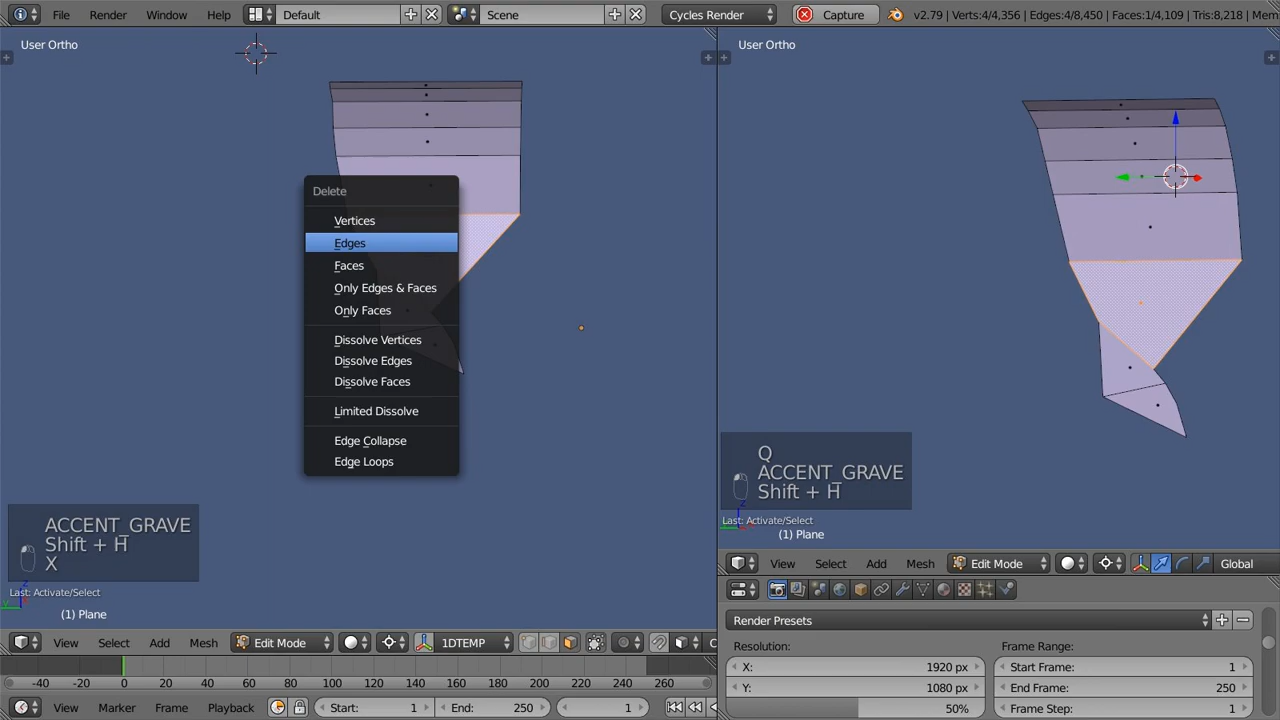 File Render Window Help Default Scene Cycles Render Capture v2.79 | Verts:4/4,356 | Edges:4/8,450 | Faces:1/4,109 | Tris:8,218 | Mem
User Ortho
User Ortho
Delete
Vertices
Edges
Faces
Only Edges & Faces
Only Faces
Dissolve Vertices
Dissolve Edges
Dissolve Faces
Limited Dissolve
Edge Collapse
Edge Loops
ACCENT_GRAVE
Shift + H
X
Last: Activate/Select
(1) Plane
View Select Add Mesh Edit Mode 1DTEMP
-40 -20 0 20 40 60 80 100 120 140 160 180 200 220 240 260
View Marker Frame Playback Start: 1 End: 250 1
Q
ACCENT_GRAVE
Shift + H
Last: Activate/Select
(1) Plane
View Select Add Mesh Edit Mode Global
Render Presets
Resolution: Frame Range:
X: 1920 px Start Frame: 1
Y: 1080 px End Frame: 250
50% Frame Step: 1